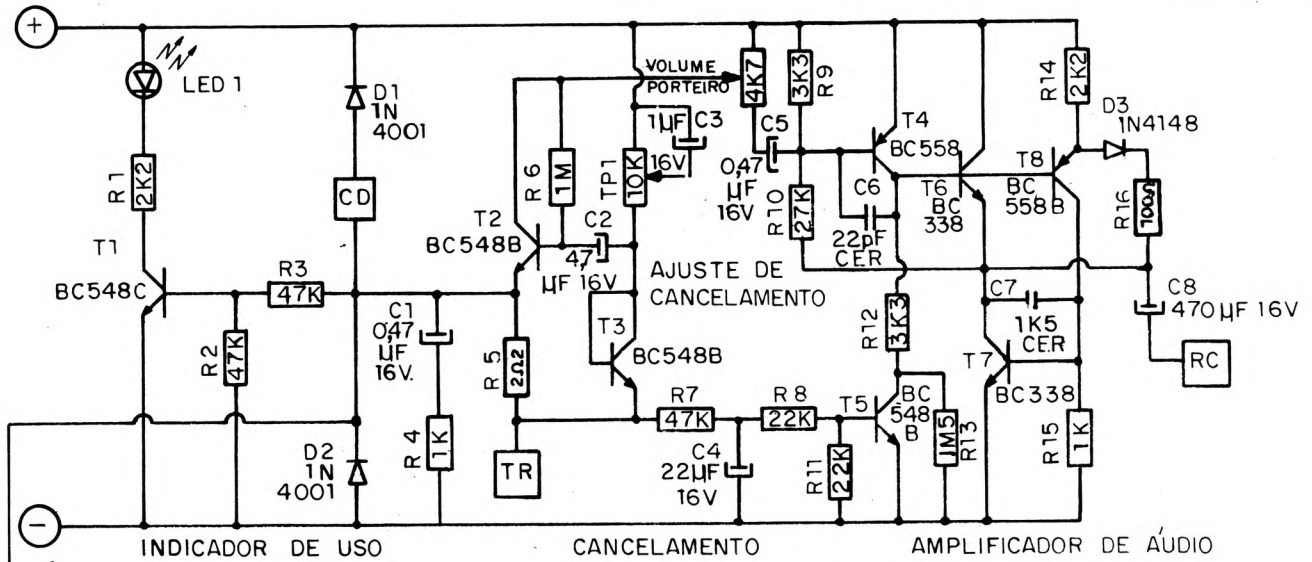 +
LED 1
D1
1N
4001
CD
R1
2K2
T1
BC548C
R3
47K
R2
47K
C1
0,47
µF
16V.
R4
1K
D2
1N
4001
−
INDICADOR DE USO
VOLUME
PORTEIRO
4K7
R6
1M
1µF
C3
16V
TP1
10K
T2
BC548B
C2
4,7
µF 16V
AJUSTE DE
CANCELAMENTO
T3
BC548B
R5
2Ω2
TR
R7
47K
R8
22K
C4
22µF
16V
R11
22K
CANCELAMENTO
C5
0,47
µF
16V
3K3
R9
R10
27K
T4
BC558
C6
22pF
CER
T6
BC
338
T8
BC
558B
R14
2K2
D3
1N4148
R16
100Ω
R12
3K3
C7
1K5
CER
C8
470µF 16V
RC
T5
BC
548
B
1M5
R13
T7
BC338
R15
1K
AMPLIFICADOR DE ÁUDIO